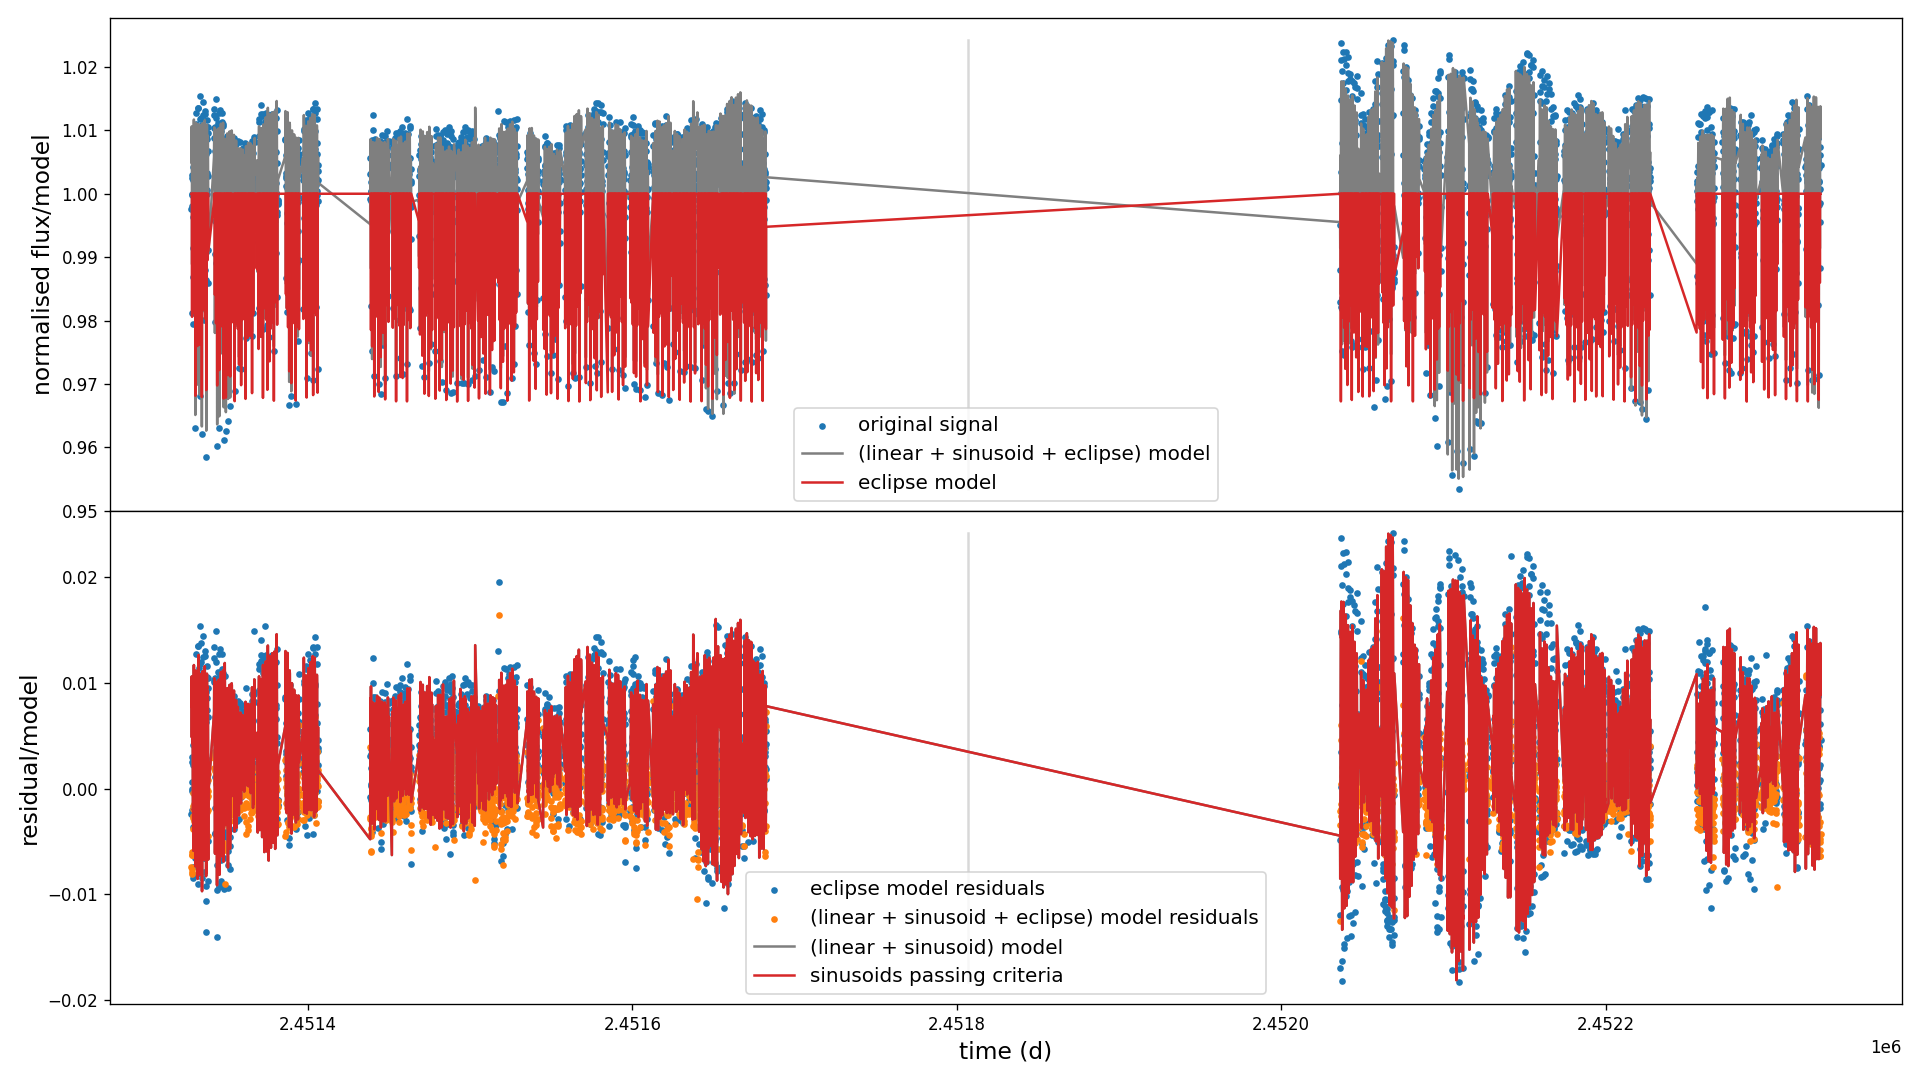 normalised flux/model
1.02
1.01
1.00
0.99
0.98
0.97
0.96
0.95
original signal
(linear + sinusoid + eclipse) model
eclipse model
residual/model
0.02
0.01
0.00
−0.01
−0.02
eclipse model residuals
(linear + sinusoid + eclipse) model residuals
(linear + sinusoid) model
sinusoids passing criteria
2.4514
2.4516
2.4518
2.4520
2.4522
1e6
time (d)